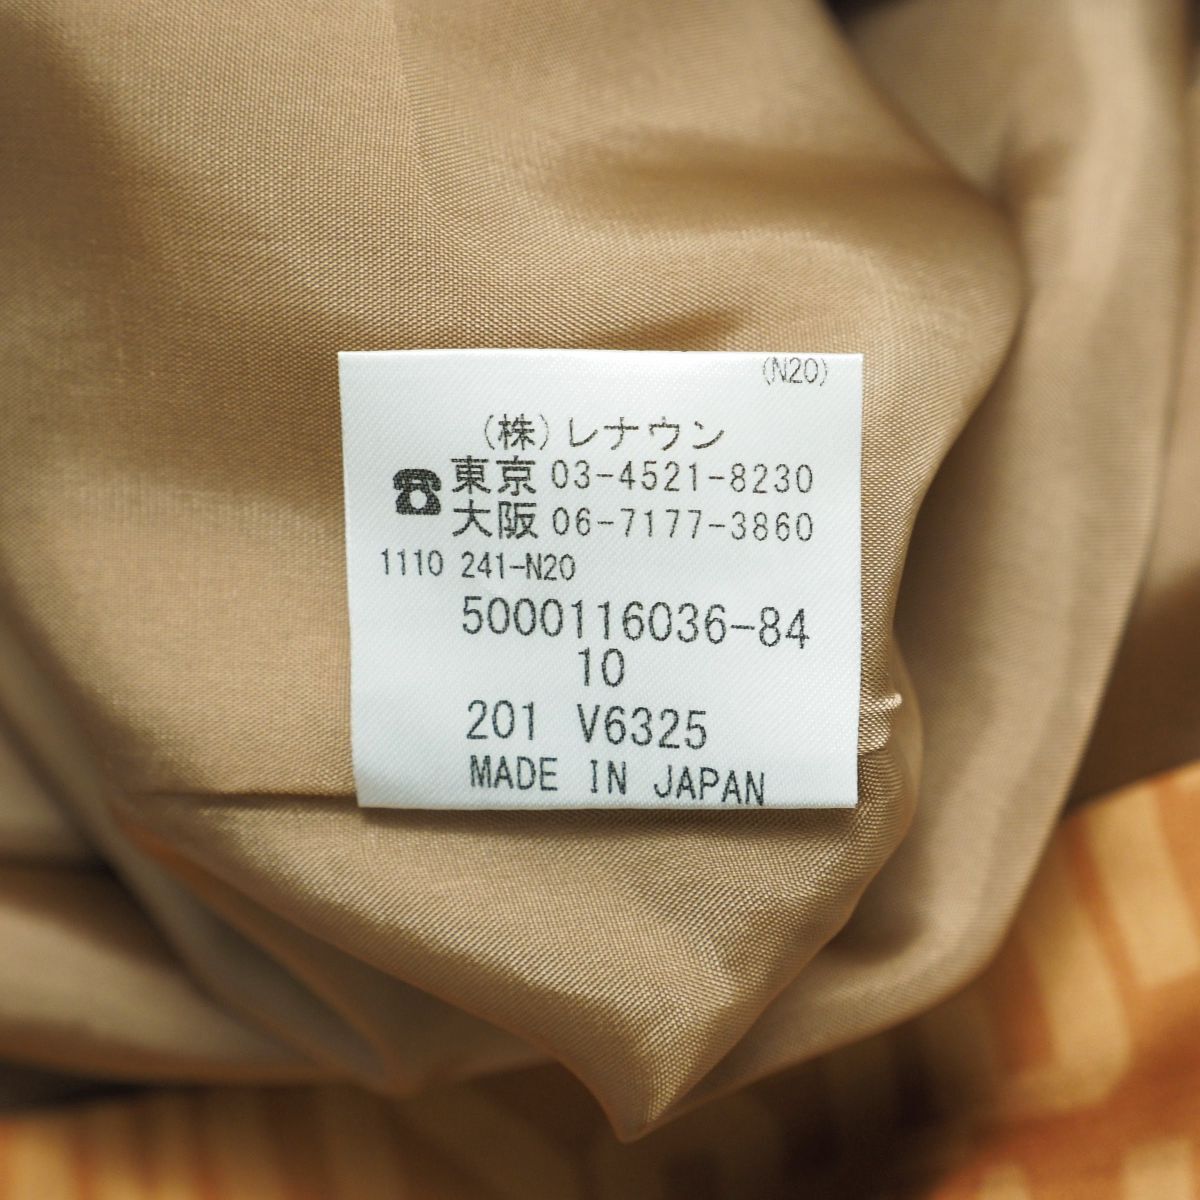 (N20)
(株)レナウン
☎東京 03-4521-8230
大阪 06-7177-3860
1110 241-N20
5000116036-84
10
201 V6325
MADE IN JAPAN